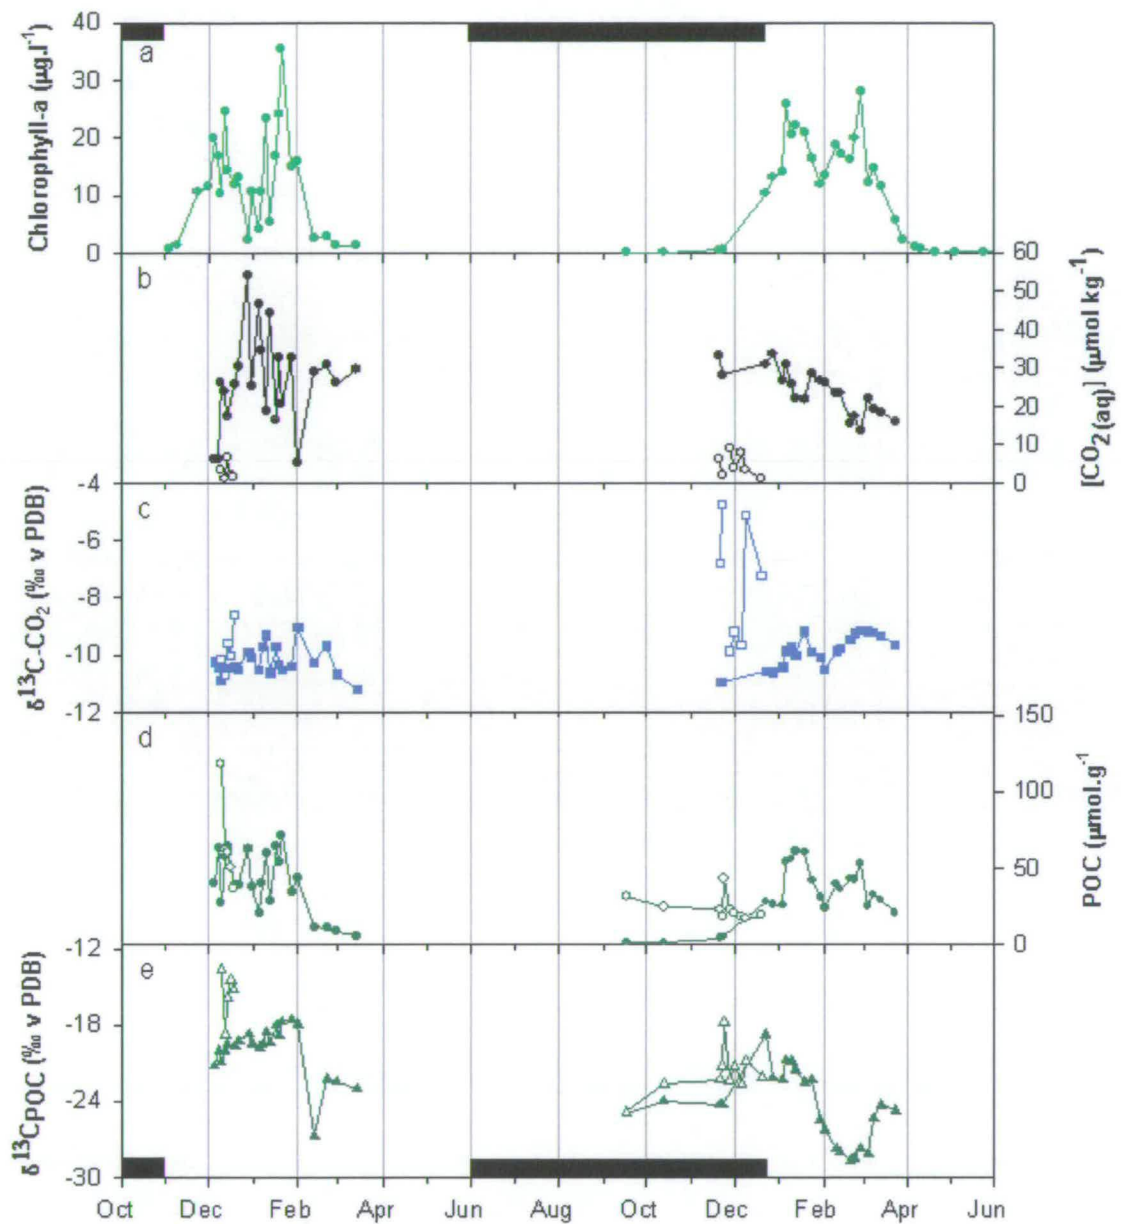 a
Chlorophyll-a (µg.l⁻¹)
40
30
20
10
0
b
60
50
40
30
20
10
0
[CO₂(aq)] (µmol kg⁻¹)
c
δ¹³C-CO₂ (‰ v PDB)
-4
-6
-8
-10
-12
d
150
100
50
0
POC (µmol.g⁻¹)
e
δ¹³CPOC (‰ v PDB)
-12
-18
-24
-30
Oct Dec Feb Apr Jun Aug Oct Dec Feb Apr Jun